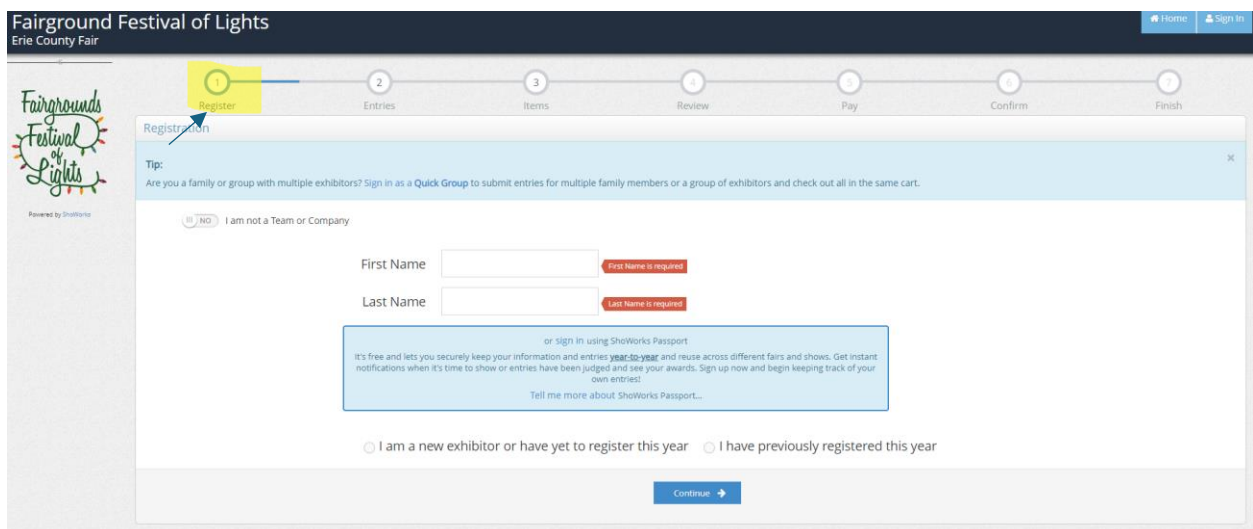 Fairground Festival of Lights
Erie County Fair
Home
Sign In
Fairgrounds
Festival
of
Lights
Powered by ShoWorks
1
2
3
4
5
6
7
Register
Entries
Items
Review
Pay
Confirm
Finish
Registration
Tip:
Are you a family or group with multiple exhibitors? Sign in as a Quick Group to submit entries for multiple family members or a group of exhibitors and check out all in the same cart.
NO I am not a Team or Company
First Name
First Name is required
Last Name
Last Name is required
or sign in using ShoWorks Passport
It's free and lets you securely keep your information and entries year-to-year and reuse across different fairs and shows. Get instant
notifications when it's time to show or entries have been judged and see your awards. Sign up now and begin keeping track of your
own entries!
Tell me more about ShoWorks Passport...
I am a new exhibitor or have yet to register this year
I have previously registered this year
Continue